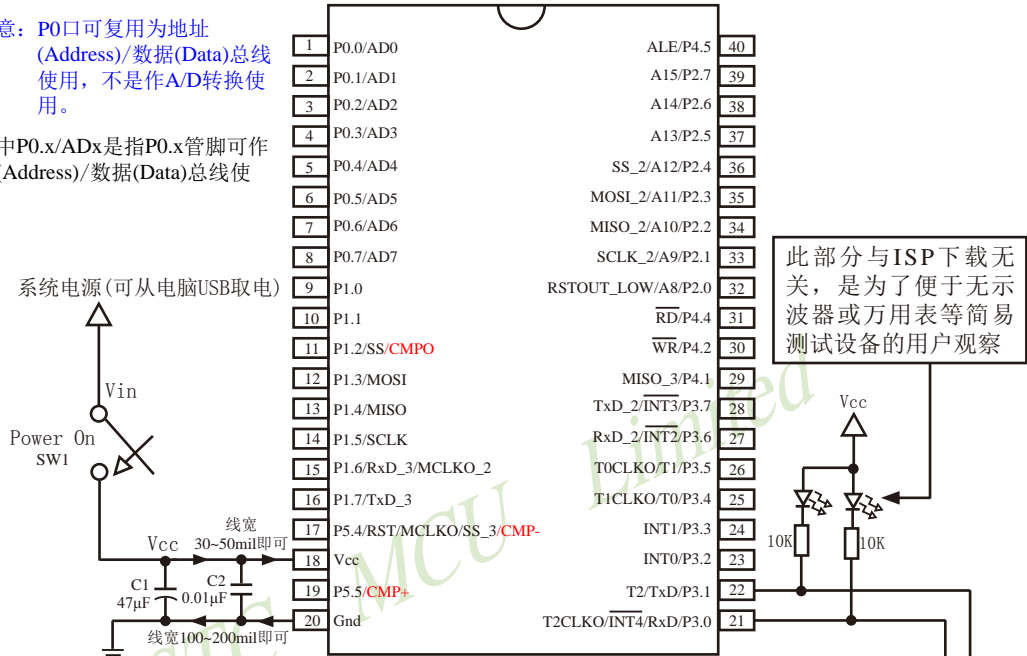 意：P0口可复用为地址
(Address)/数据(Data)总线
使用，不是作A/D转换使
用。
中P0.x/ADx是指P0.x管脚可作
(Address)/数据(Data)总线使
1 P0.0/AD0
2 P0.1/AD1
3 P0.2/AD2
4 P0.3/AD3
5 P0.4/AD4
6 P0.5/AD5
7 P0.6/AD6
8 P0.7/AD7
9 P1.0
10 P1.1
11 P1.2/SS/CMPO
12 P1.3/MOSI
13 P1.4/MISO
14 P1.5/SCLK
15 P1.6/RxD_3/MCLKO_2
16 P1.7/TxD_3
17 P5.4/RST/MCLKO/SS_3/CMP-
18 Vcc
19 P5.5/CMP+
20 Gnd
ALE/P4.5 40
A15/P2.7 39
A14/P2.6 38
A13/P2.5 37
SS_2/A12/P2.4 36
MOSI_2/A11/P2.3 35
MISO_2/A10/P2.2 34
SCLK_2/A9/P2.1 33
RSTOUT_LOW/A8/P2.0 32
RD/P4.4 31
WR/P4.2 30
MISO_3/P4.1 29
TxD_2/INT3/P3.7 28
RxD_2/INT2/P3.6 27
T0CLKO/T1/P3.5 26
T1CLKO/T0/P3.4 25
INT1/P3.3 24
INT0/P3.2 23
T2/TxD/P3.1 22
T2CLKO/INT4/RxD/P3.0 21
系统电源(可从电脑USB取电)
Vin
Power On
SW1
Vcc
线宽
30~50mil即可
C1
47μF
C2
0.01μF
线宽100~200mil即可
此部分与ISP下载无
关，是为了便于无示
波器或万用表等简易
测试设备的用户观察
Vcc
10K
10K
STC MCU Limited